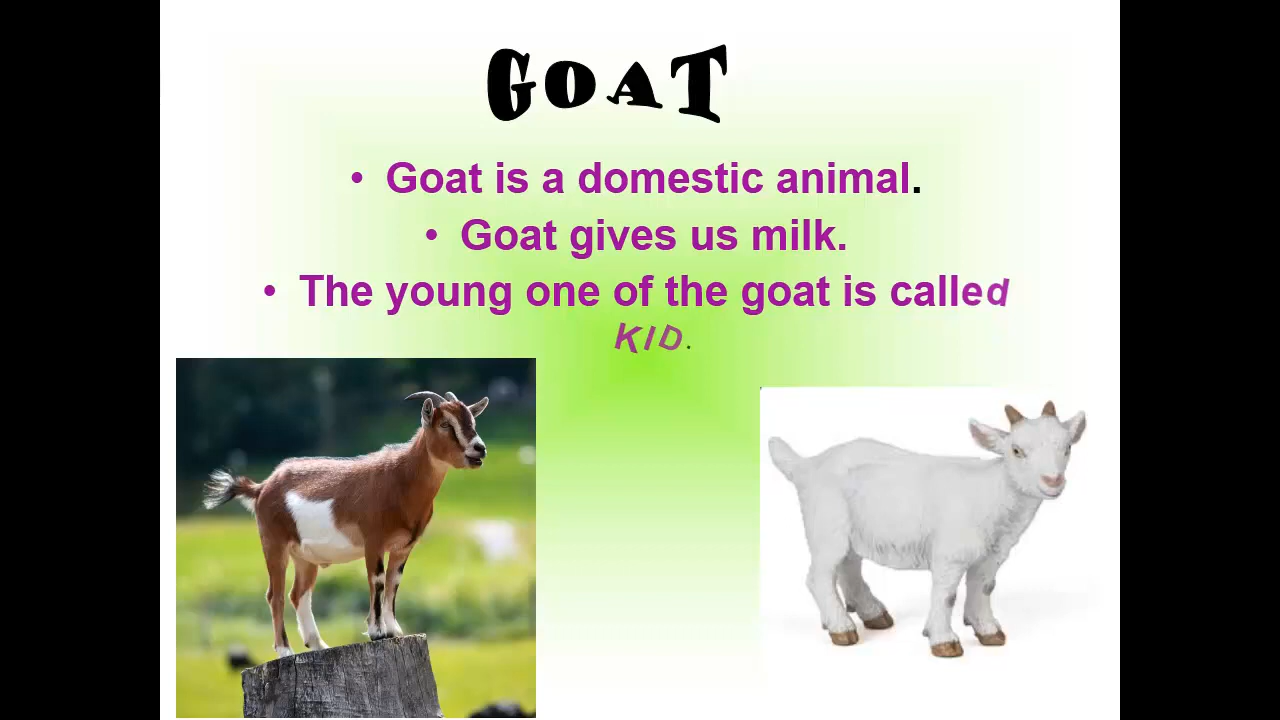 GOAT
• Goat is a domestic animal.
• Goat gives us milk.
• The young one of the goat is called
KID.